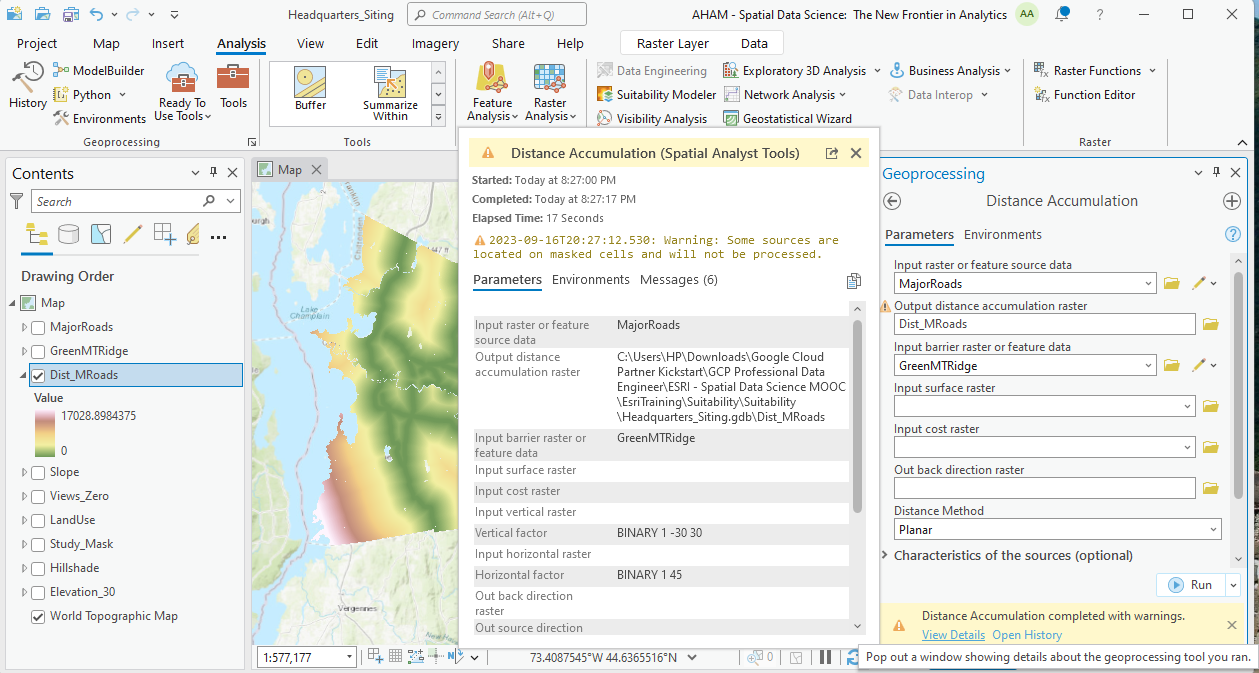 Headquarters_Siting
Command Search (Alt+Q)
AHAM - Spatial Data Science: The New Frontier in Analytics
AA
?
Project
Map
Insert
Analysis
View
Edit
Imagery
Share
Help
Raster Layer
Data
History
ModelBuilder
Python
Environments
Ready To
Use Tools
Tools
Geoprocessing
Buffer
Summarize
Within
Tools
Feature
Analysis
Raster
Analysis
Data Engineering
Suitability Modeler
Visibility Analysis
Exploratory 3D Analysis
Network Analysis
Geostatistical Wizard
Business Analysis
Data Interop
Raster Functions
Function Editor
Raster
Contents
Search
Drawing Order
Map
MajorRoads
GreenMTRidge
Dist_MRoads
Value
17028.8984375
0
Slope
Views_Zero
LandUse
Study_Mask
Hillshade
Elevation_30
World Topographic Map
Map
Lake
Champlain
Vergennes
1:577,177
73.4087545°W 44.6365516°N
0
Distance Accumulation (Spatial Analyst Tools)
Started: Today at 8:27:00 PM
Completed: Today at 8:27:17 PM
Elapsed Time: 17 Seconds
2023-09-16T20:27:12.530: Warning: Some sources are
located on masked cells and will not be processed.
Parameters
Environments
Messages (6)
Input raster or feature
source data
MajorRoads
Output distance
accumulation raster
C:\Users\HP\Downloads\Google Cloud
Partner Kickstart\GCP Professional Data
Engineer\ESRI - Spatial Data Science MOOC
\EsriTraining\Suitability\Suitability
\Headquarters_Siting.gdb\Dist_MRoads
Input barrier raster or
feature data
GreenMTRidge
Input surface raster
Input cost raster
Input vertical raster
Vertical factor
BINARY 1 -30 30
Input horizontal raster
Horizontal factor
BINARY 1 45
Out back direction
raster
Out source direction
Geoprocessing
Distance Accumulation
Parameters
Environments
?
Input raster or feature source data
MajorRoads
Output distance accumulation raster
Dist_MRoads
Input barrier raster or feature data
GreenMTRidge
Input surface raster
Input cost raster
Out back direction raster
Distance Method
Planar
Characteristics of the sources (optional)
Run
Distance Accumulation completed with warnings.
View Details
Open History
Pop out a window showing details about the geoprocessing tool you ran.